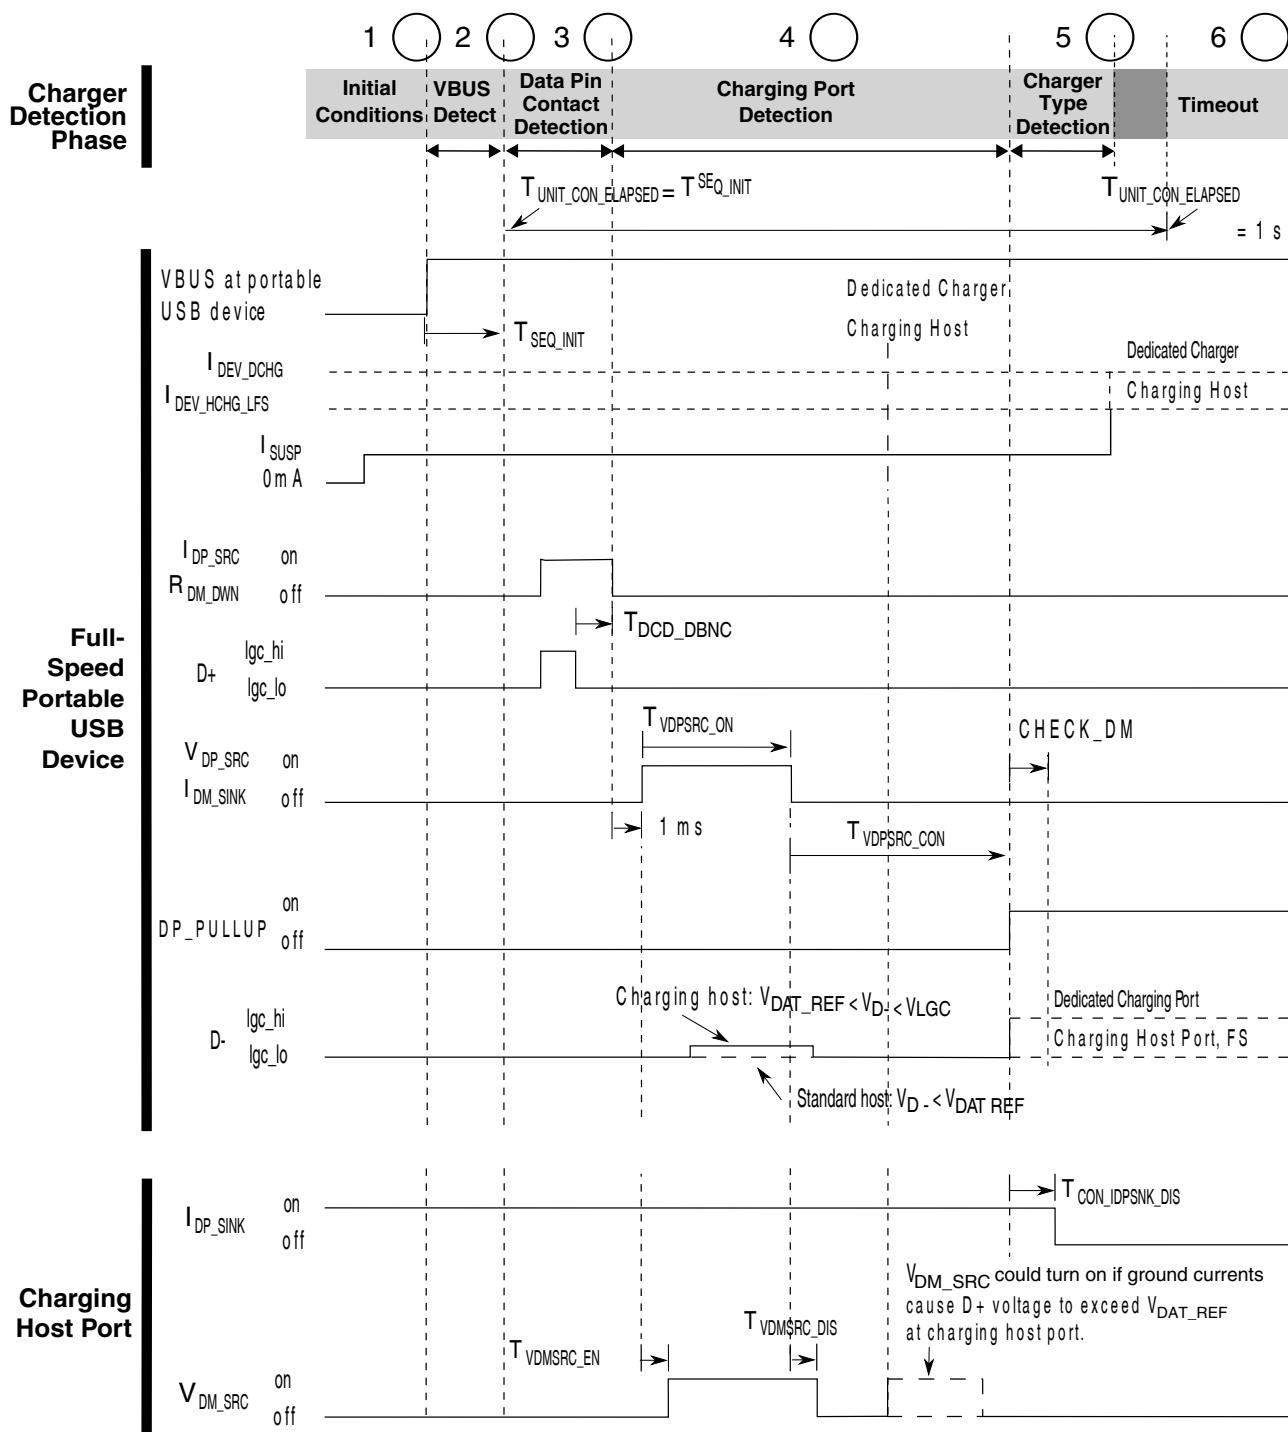 1 2 3 4 5 6
Charger
Detection
Phase
Initial
Conditions
VBUS
Detect
Data Pin
Contact
Detection
Charging Port
Detection
Charger
Type
Detection
Timeout
T UNIT_CON_ELAPSED = T SEQ_INIT
T UNIT_CON_ELAPSED
= 1 s
Full-
Speed
Portable
USB
Device
VBUS at portable
USB device
T SEQ_INIT
Dedicated Charger
Charging Host
I DEV_DCHG
Dedicated Charger
I DEV_HCHG_LFS
Charging Host
I SUSP
0mA
I DP_SRC on
R DM_DWN off
T DCD_DBNC
D+
lgc_hi
lgc_lo
T VDPSRC_ON
CHECK_DM
V DP_SRC on
I DM_SINK off
1 ms
T VDPSRC_CON
DP_PULLUP
on
off
Charging host: V DAT_REF < V D- < VLGC
D-
lgc_hi
lgc_lo
Dedicated Charging Port
Charging Host Port, FS
Standard host: V D - < V DAT REF
Charging
Host Port
I DP_SINK
on
off
T CON_IDPSNK_DIS
V DM_SRC could turn on if ground currents
cause D+ voltage to exceed V DAT_REF
at charging host port.
T VDMSRC_EN
T VDMSRC_DIS
V DM_SRC
on
off